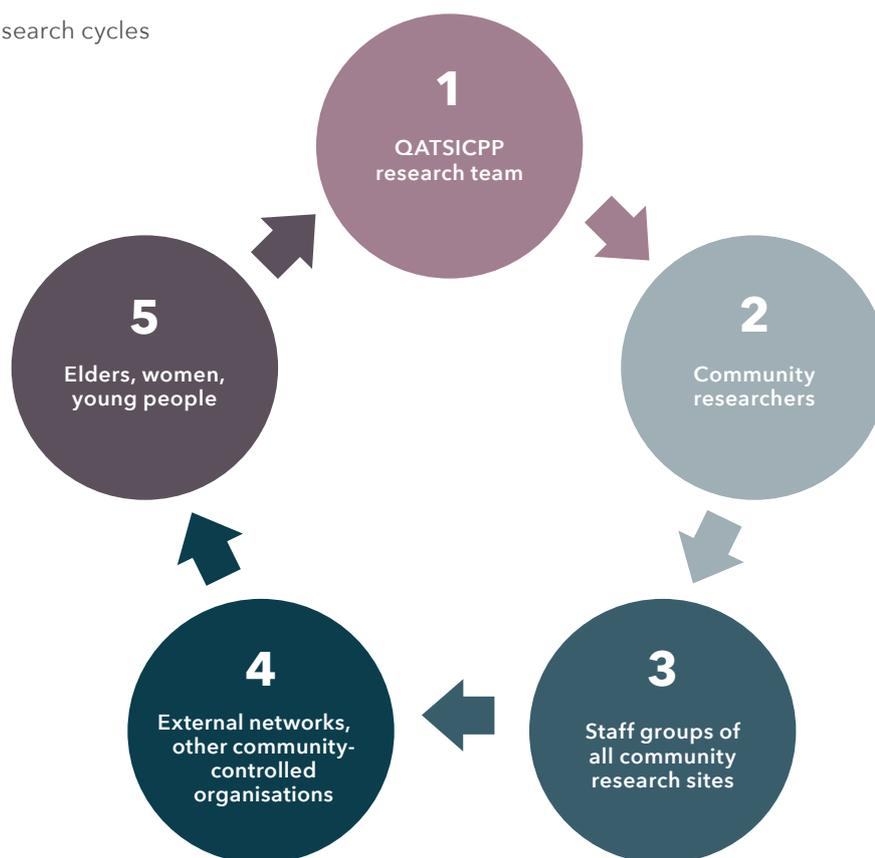 search cycles
1
QATSICPP
research team
2
Community
researchers
3
Staff groups of
all community
research sites
4
External networks,
other community-
controlled
organisations
5
Elders, women,
young people